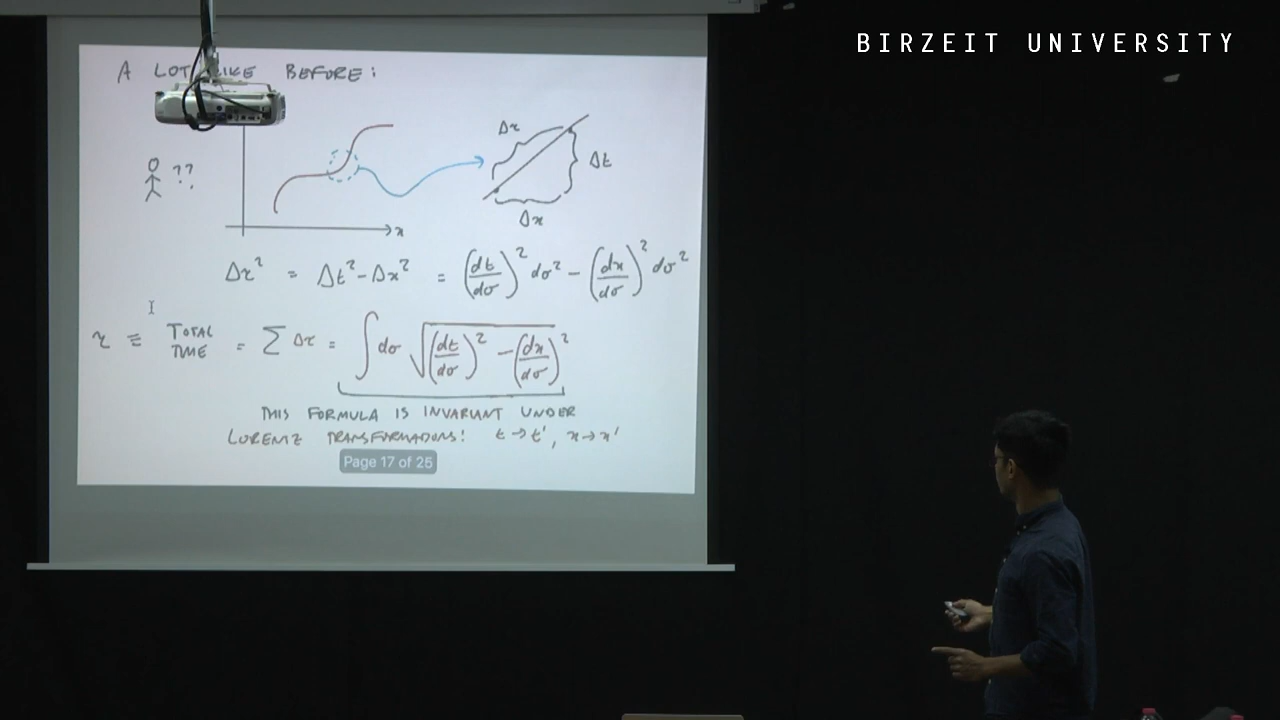 BIRZEIT UNIVERSITY
A LOT LIKE BEFORE:
??
Δτ
Δt
Δx
x
Δτ² = Δt² - Δx² = (dt/dσ)² dσ² - (dx/dσ)² dσ²
τ ≡ TOTAL TIME = Σ Δτ = ∫ dσ √(dt/dσ)² - (dx/dσ)²
THIS FORMULA IS INVARIANT UNDER
LORENTZ TRANSFORMATIONS! t → t', x → x'
Page 17 of 25